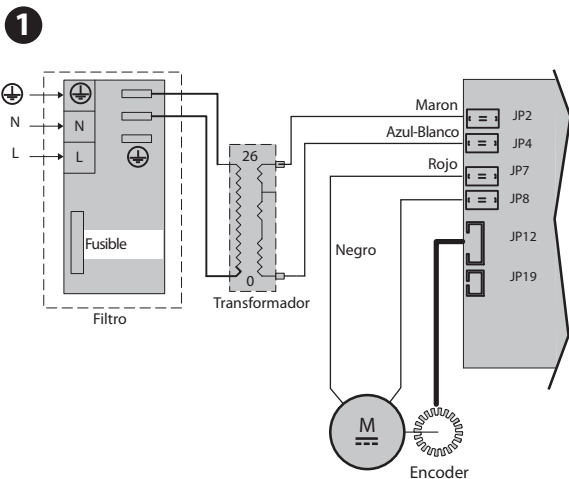 1
N
L
N
L
Fusible
Filtro
26
0
Transformador
Maron
Azul-Blanco
Rojo
Negro
JP2
JP4
JP7
JP8
JP12
JP19
M
Encoder